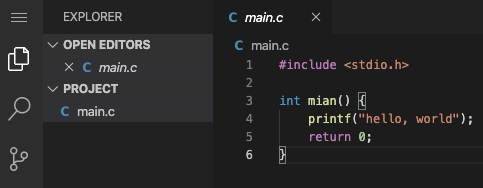 EXPLORER
OPEN EDITORS
main.c
PROJECT
main.c
main.c
main.c
1 #include <stdio.h>
2
3 int mian() {
4     printf("hello, world");
5     return 0;
6 }